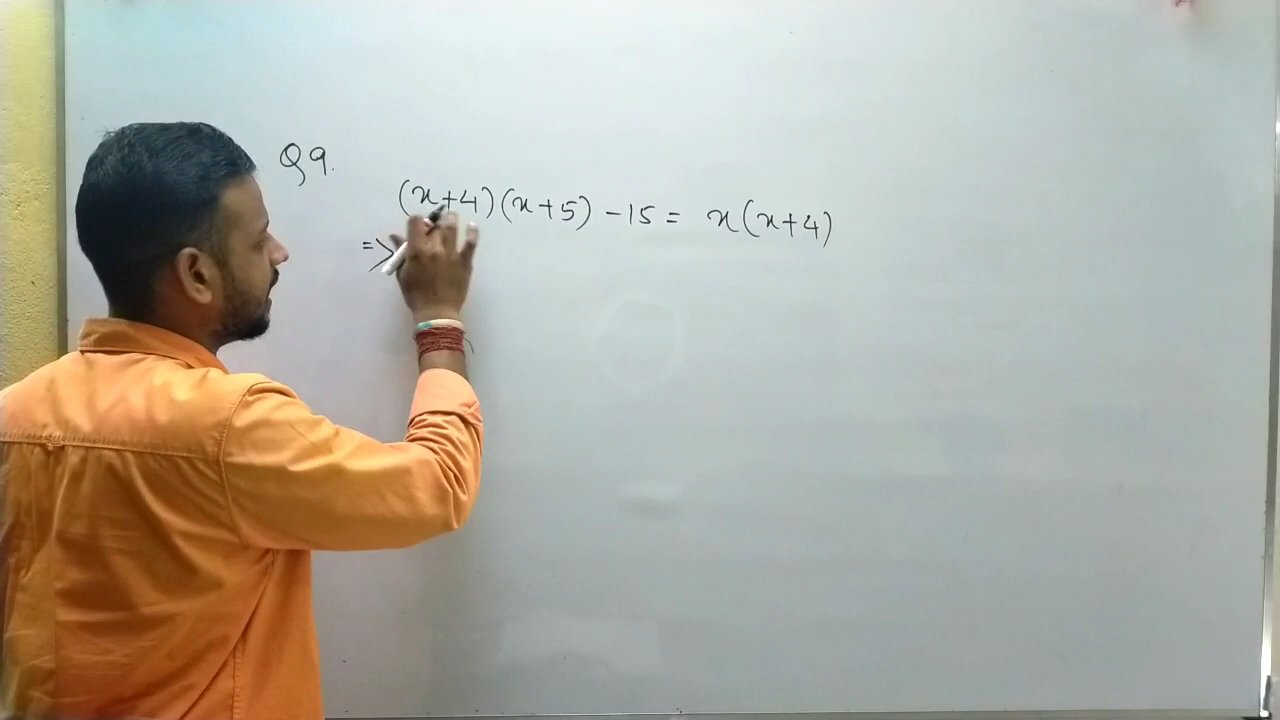 Q9.
(x+4)(x+5) -15 = x(x+4)
=>